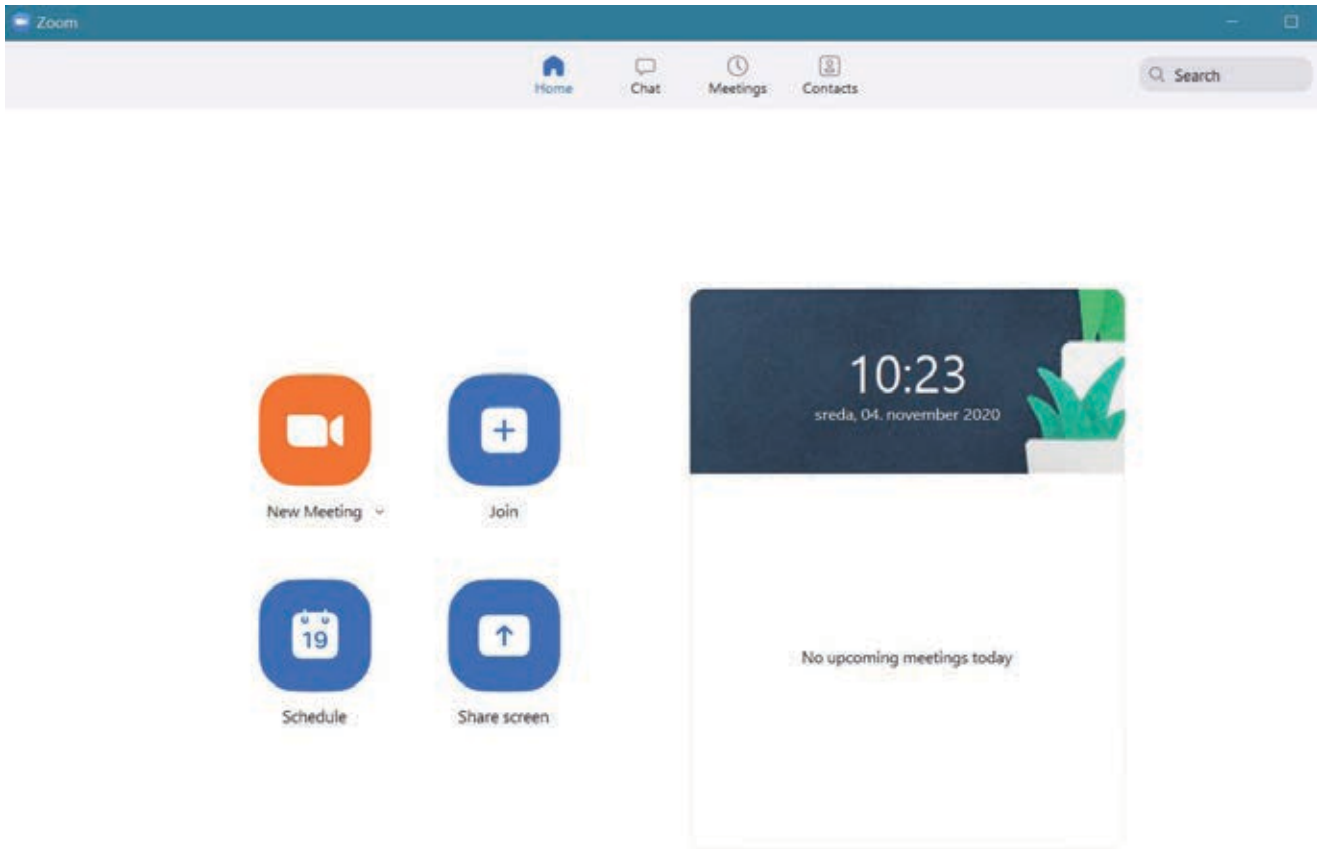 Zoom
Home Chat Meetings Contacts Search
10:23
sreda, 04. november 2020
New Meeting Join
19
Schedule Share screen
No upcoming meetings today